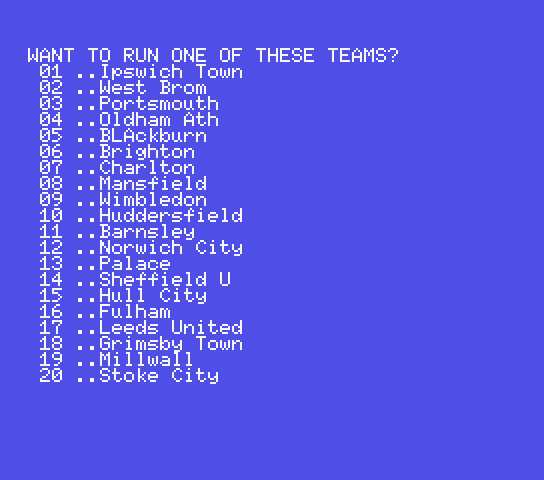 WANT TO RUN ONE OF THESE TEAMS?
01 ..Ipswich Town
02 ..West Brom
03 ..Portsmouth
04 ..Oldham Ath
05 ..BLAckburn
06 ..Brighton
07 ..Charlton
08 ..Mansfield
09 ..Wimbledon
10 ..Huddersfield
11 ..Barnsley
12 ..Norwich City
13 ..Palace
14 ..Sheffield U
15 ..Hull City
16 ..Fulham
17 ..Leeds United
18 ..Grimsby Town
19 ..Millwall
20 ..Stoke City